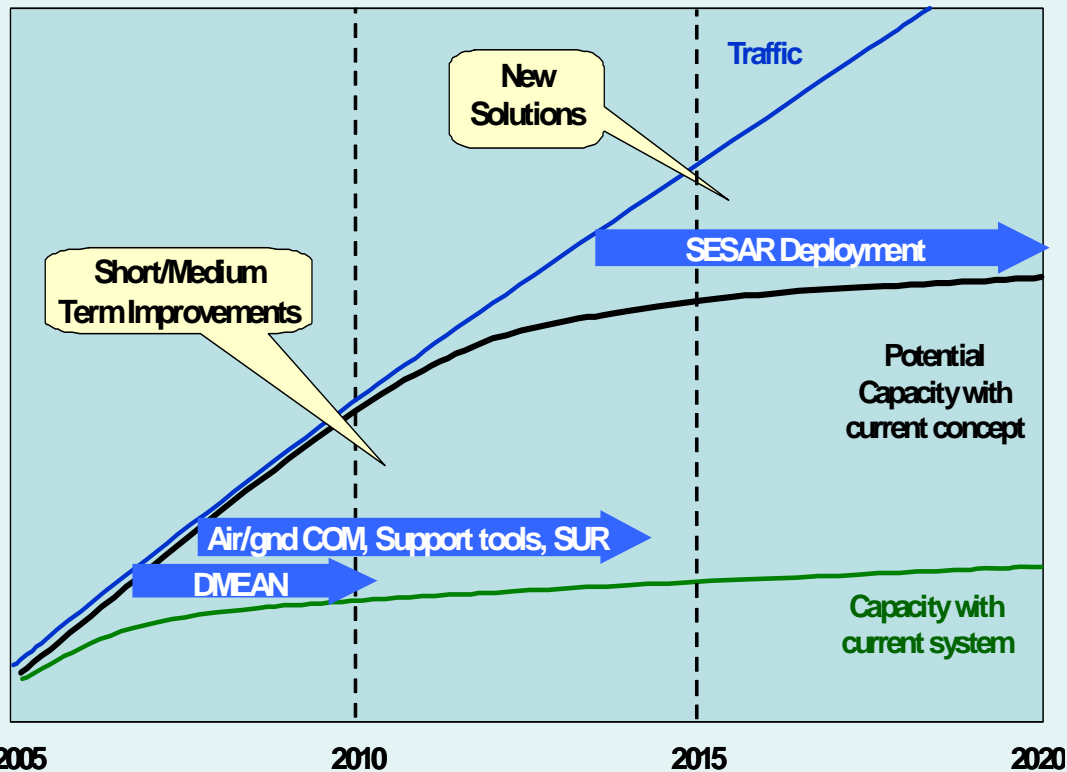 Traffic
New
Solutions
SESAR Deployment
Short/Medium
Term Improvements
Potential
Capacity with
current concept
Air/gnd COM, Support tools, SUR
DMEAN
Capacity with
current system
2005 2010 2015 2020